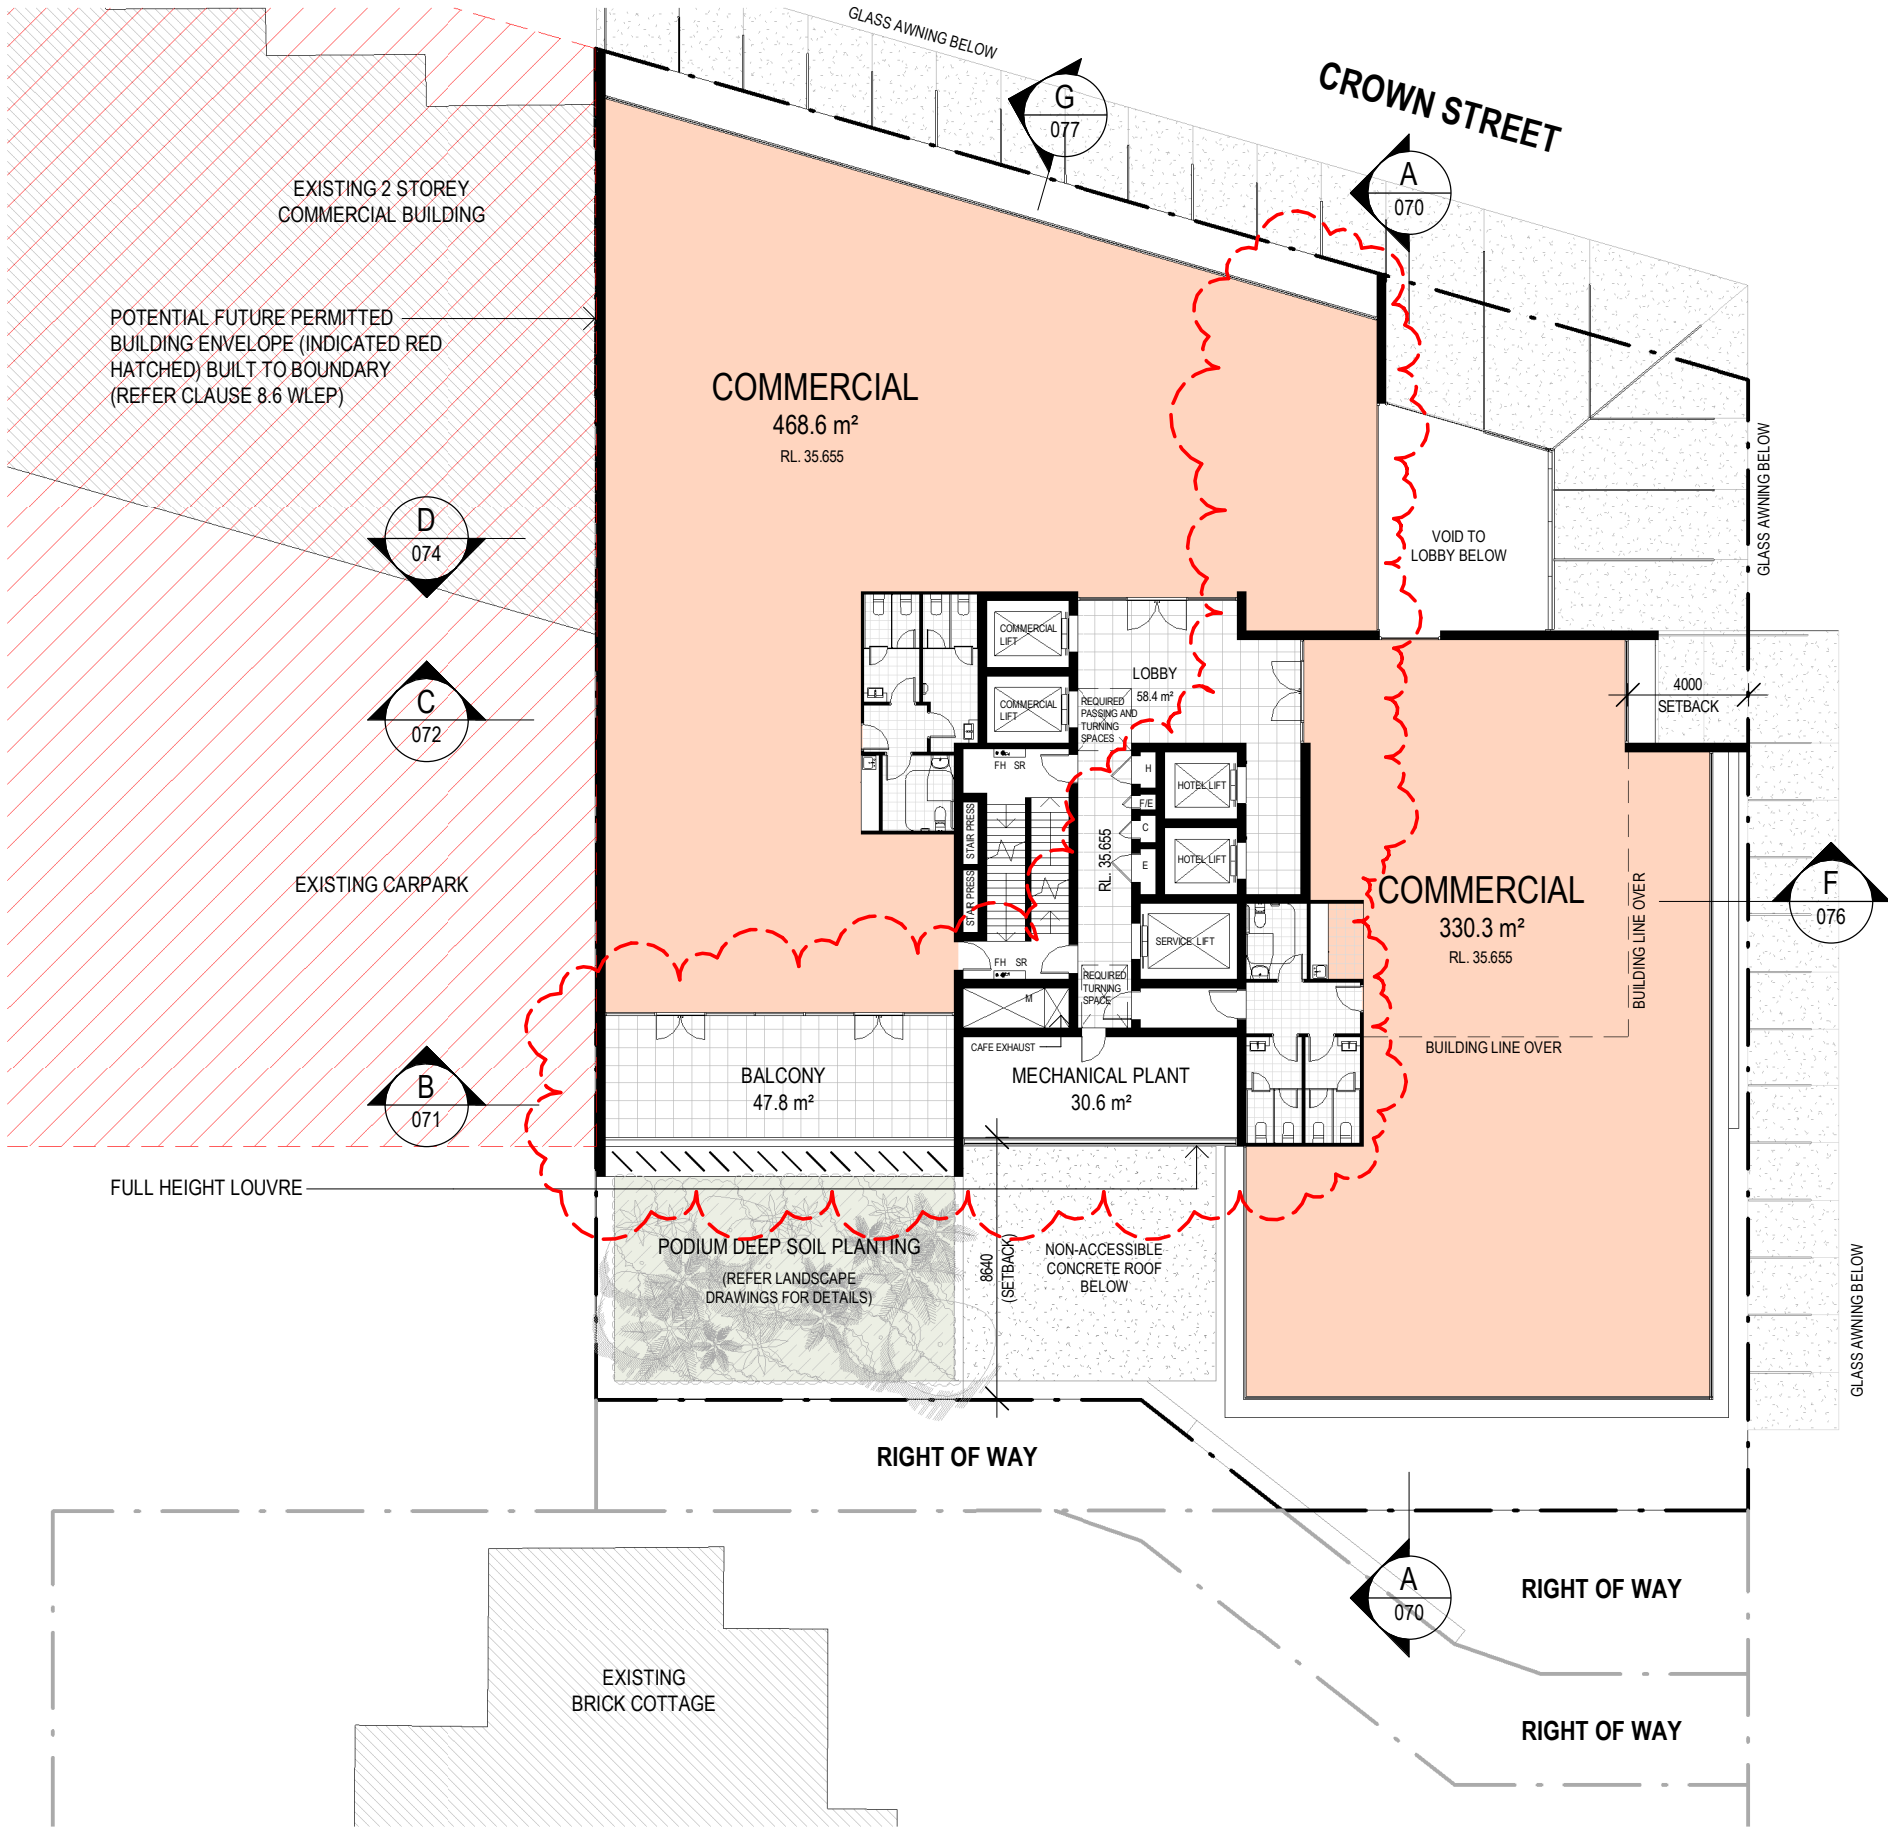 GLASS AWNING BELOW
CROWN STREET
G
077
A
070
EXISTING 2 STOREY
COMMERCIAL BUILDING
POTENTIAL FUTURE PERMITTED
BUILDING ENVELOPE (INDICATED RED
HATCHED) BUILT TO BOUNDARY
(REFER CLAUSE 8.6 WLEP)
COMMERCIAL
468.6 m²
RL. 35.655
GLASS AWNING BELOW
D
074
VOID TO
LOBBY BELOW
COMMERCIAL
LIFT
LOBBY
58.4 m²
COMMERCIAL
LIFT
REQUIRED
PASSING AND
TURNING
SPACES
4000
SETBACK
C
072
FH SR
H
HOTEL LIFT
F/E
C
E
HOTEL LIFT
STAIR PRESS
STAIR PRESS
RL. 35.655
EXISTING CARPARK
COMMERCIAL
330.3 m²
RL. 35.655
BUILDING LINE OVER
F
076
SERVICE LIFT
FH SR
REQUIRED
TURNING
SPACE
M
CAFE EXHAUST
BUILDING LINE OVER
B
071
BALCONY
47.8 m²
MECHANICAL PLANT
30.6 m²
FULL HEIGHT LOUVRE
PODIUM DEEP SOIL PLANTING
(REFER LANDSCAPE
DRAWINGS FOR DETAILS)
8640
(SETBACK)
NON-ACCESSIBLE
CONCRETE ROOF
BELOW
GLASS AWNING BELOW
RIGHT OF WAY
A
070
RIGHT OF WAY
EXISTING
BRICK COTTAGE
RIGHT OF WAY